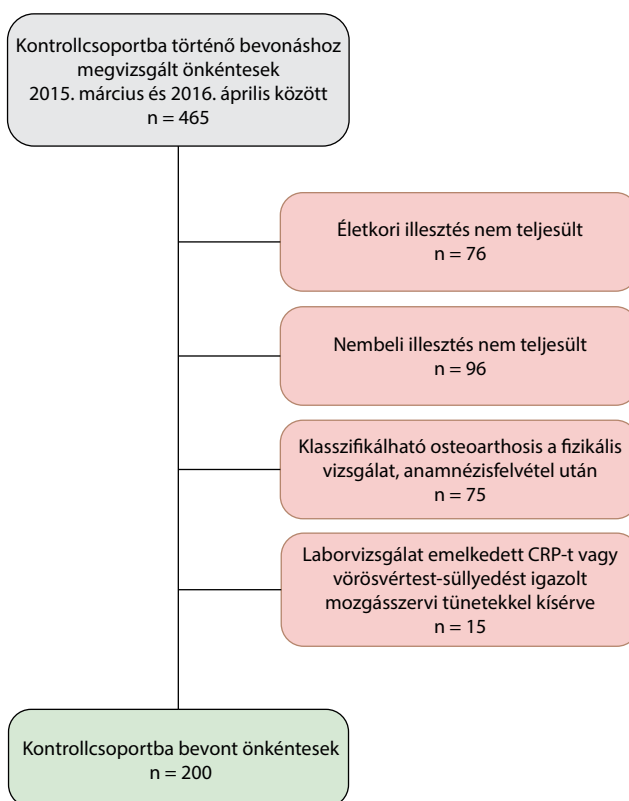 Kontrollcsoportba történő bevonáshoz
megvizsgált önkéntesek
2015. március és 2016. április között
n = 465
Életkori illesztés nem teljesült
n = 76
Nembeli illesztés nem teljesült
n = 96
Klasszifikálható osteoarthosis a fizikális
vizsgálat, anamnézisfelvétel után
n = 75
Laborvizsgálat emelkedett CRP-t vagy
vörösvértest-süllyedést igazolt
mozgásszervi tünetekkel kísérve
n = 15
Kontrollcsoportba bevont önkéntesek
n = 200